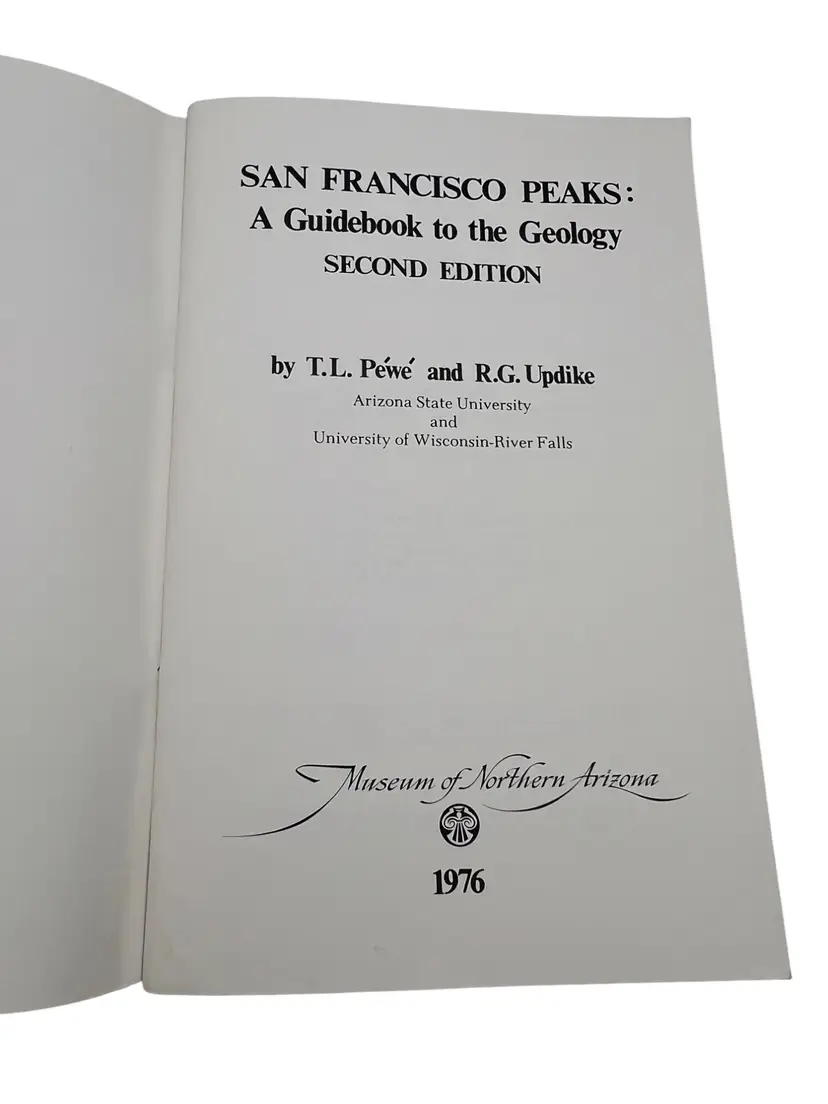 SAN FRANCISCO PEAKS:
A Guidebook to the Geology
SECOND EDITION
by T.L. Péwé and R.G. Updike
Arizona State University
and
University of Wisconsin-River Falls
Museum of Northern Arizona
1976